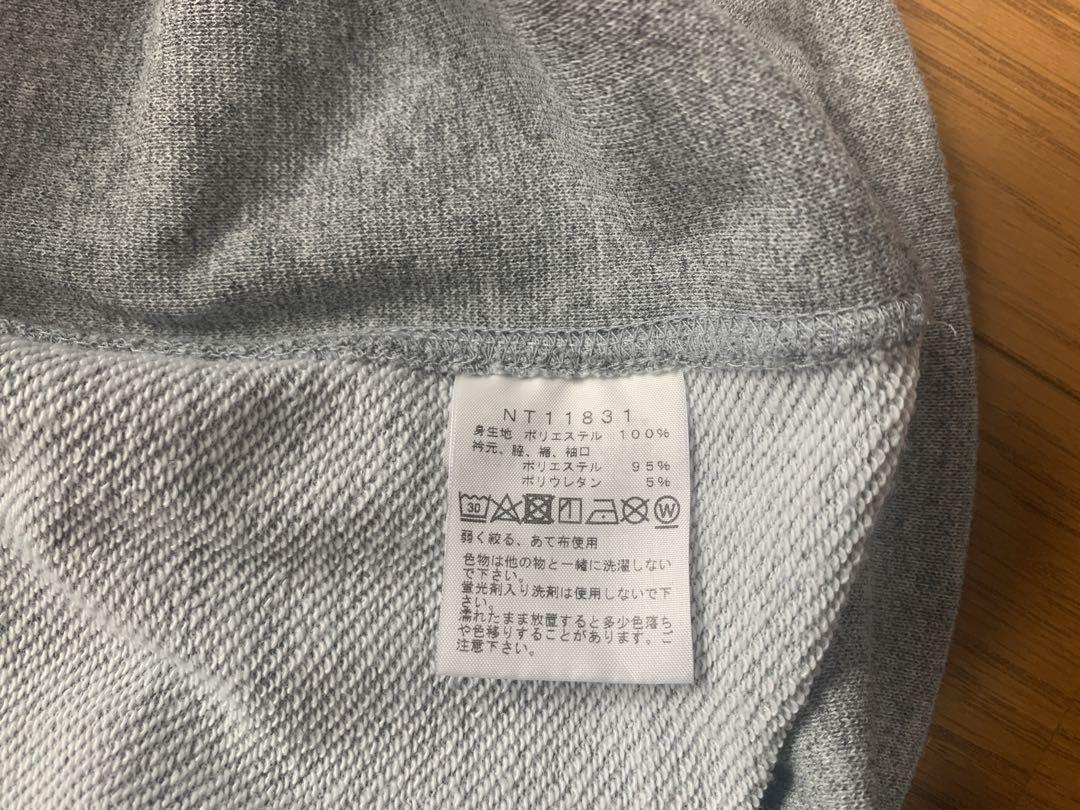 NT11831
身生地 ポリエステル 100%
衿元、脇、裾、袖口
ポリエステル 95%
ポリウレタン 5%
30 W
弱く絞る、あて布使用
色物は他の物と一緒に洗濯しない
で下さい。
蛍光剤入り洗剤は使用しないで下
さい。
濡れたまま放置すると多少色落ち
や色移りすることがあります。ご
注意下さい。